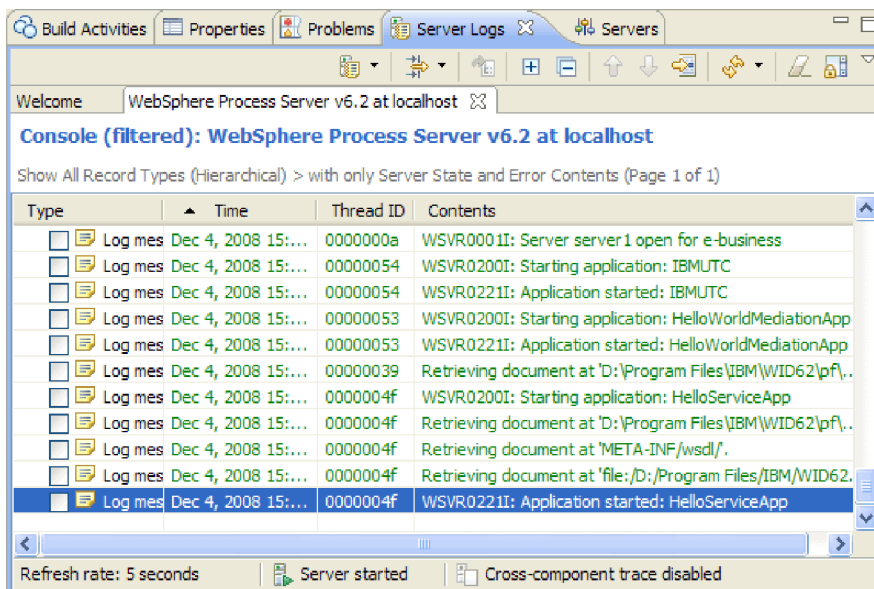 Build Activities Properties Problems Server Logs Servers
Welcome WebSphere Process Server v6.2 at localhost
Console (filtered): WebSphere Process Server v6.2 at localhost
Show All Record Types (Hierarchical) > with only Server State and Error Contents (Page 1 of 1)
Type Time Thread ID Contents
Log mes Dec 4, 2008 15:... 0000000a WSVR0001I: Server server1 open for e-business
Log mes Dec 4, 2008 15:... 00000054 WSVR0200I: Starting application: IBMUTC
Log mes Dec 4, 2008 15:... 00000054 WSVR0221I: Application started: IBMUTC
Log mes Dec 4, 2008 15:... 00000053 WSVR0200I: Starting application: HelloWorldMediationApp
Log mes Dec 4, 2008 15:... 00000053 WSVR0221I: Application started: HelloWorldMediationApp
Log mes Dec 4, 2008 15:... 00000039 Retrieving document at 'D:\Program Files\IBM\WID62\pf\..
Log mes Dec 4, 2008 15:... 0000004f WSVR0200I: Starting application: HelloServiceApp
Log mes Dec 4, 2008 15:... 0000004f Retrieving document at 'D:\Program Files\IBM\WID62\pf\..
Log mes Dec 4, 2008 15:... 0000004f Retrieving document at 'META-INF/wsdl/'.
Log mes Dec 4, 2008 15:... 0000004f Retrieving document at 'file:/D:/Program Files/IBM/WID62.
Log mes Dec 4, 2008 15:... 0000004f WSVR0221I: Application started: HelloServiceApp
Refresh rate: 5 seconds Server started Cross-component trace disabled